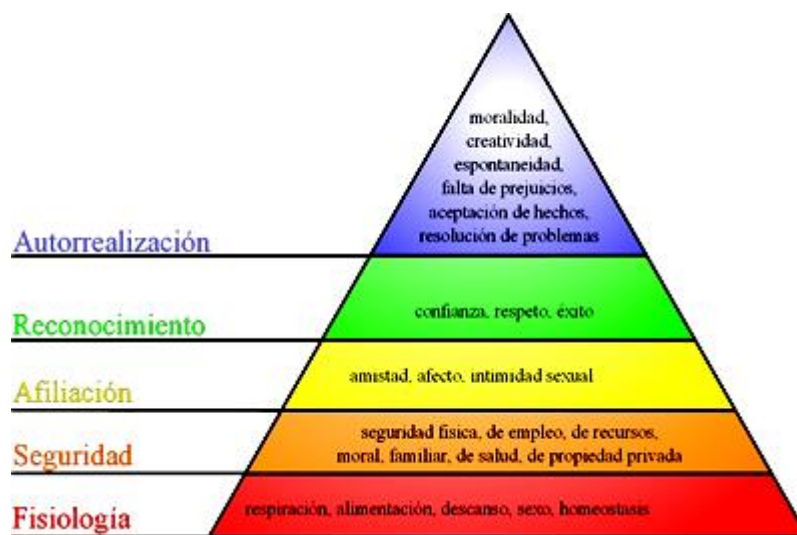 moralidad,
creatividad,
espontaneidad,
falta de prejuicios,
aceptación de hechos,
resolución de problemas
Autorrealización
confianza, respeto, éxito
Reconocimiento
amistad, afecto, intimidad sexual
Afiliación
seguridad física, de empleo, de recursos,
moral, familiar, de salud, de propiedad privada
Seguridad
respiración, alimentación, descanso, sexo, homeostasis
Fisiología